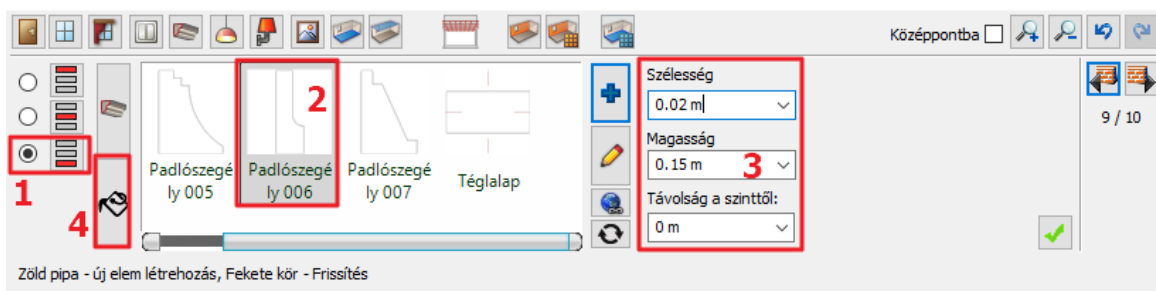 Középpontba
Szélesség
0.02 m
Magasság
0.15 m
Távolság a szinttől:
0 m
9 / 10
Padlószegé
ly 005
Padlószegé
ly 006
Padlószegé
ly 007
Téglalap
1
2
3
4
Zöld pipa - új elem létrehozás, Fekete kör - Frissítés